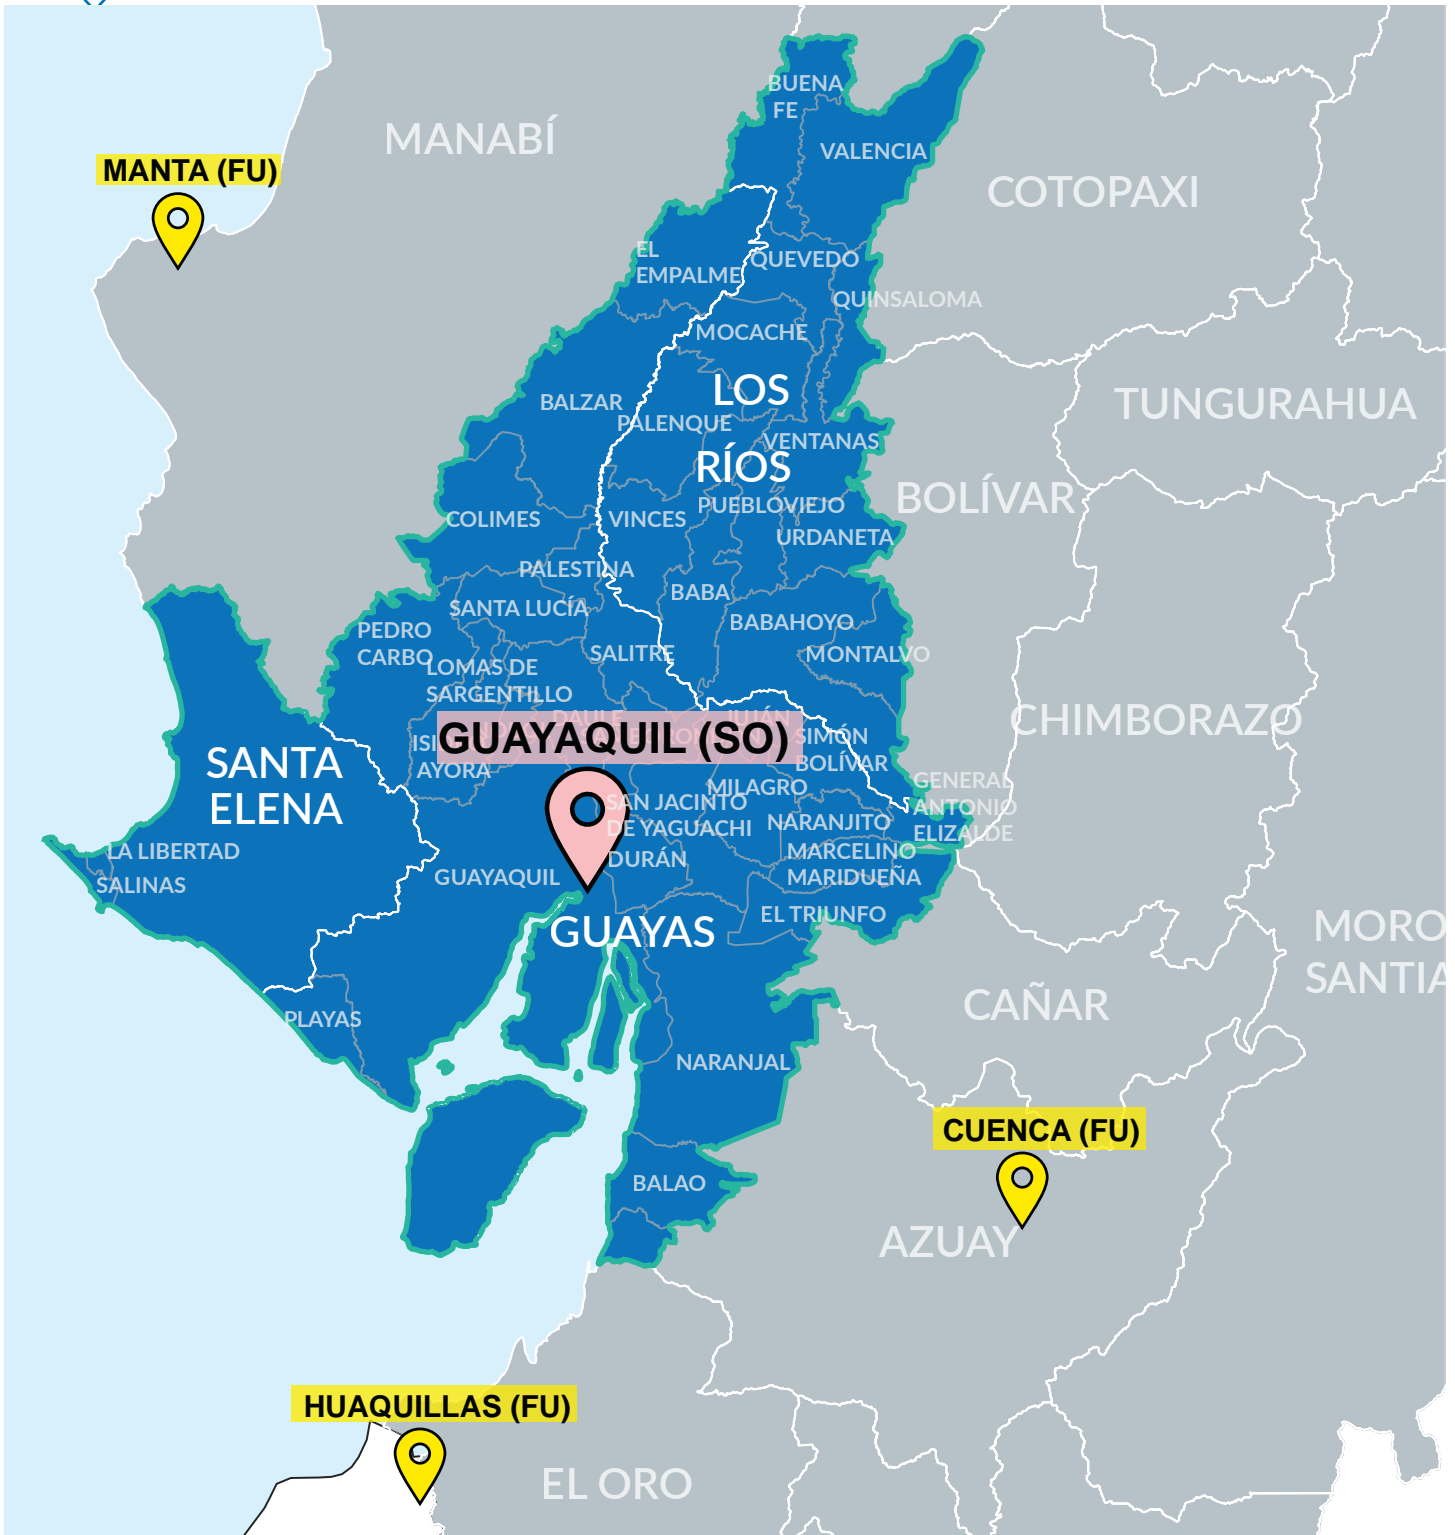 BUENA
FE
MANABÍ
VALENCIA
MANTA (FU)
COTOPAXI
EL
EMPALME
QUEVEDO
QUINSALOMA
MOCACHE
LOS
RÍOS
BALZAR
PALENQUE
TUNGURAHUA
VENTANAS
BOLÍVAR
PUEBLOVIEJO
COLIMES
VINCES
URDANETA
PALESTINA
BABA
SANTA LUCÍA
BABAHOYO
PEDRO
CARBO
SALITRE
MONTALVO
LOMAS DE
SARGENTILLO
DAULE
JUJÁN
CHIMBORAZO
GUAYAQUIL (SO)
SIMÓN
BOLÍVAR
AYORA
SANTA
ELENA
MILAGRO
GENERAL
ANTONIO
ELIZALDE
SAN JACINTO
DE YAGUACHI
NARANJITO
LA LIBERTAD
SALINAS
DURÁN
MARCELINO
MARIDUEÑA
GUAYAQUIL
EL TRIUNFO
GUAYAS
MORO
SANTIA
CAÑAR
PLAYAS
NARANJAL
CUENCA (FU)
BALAO
AZUAY
HUAQUILLAS (FU)
EL ORO